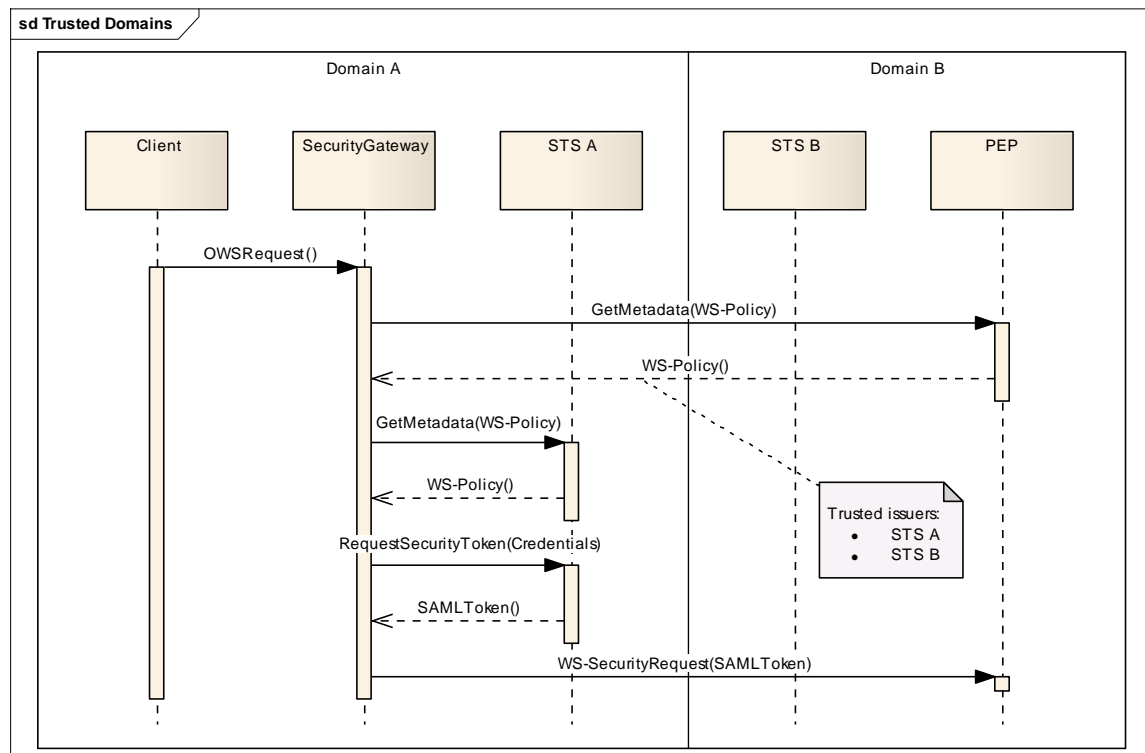 sd Trusted Domains
Domain A
Domain B
Client
SecurityGateway
STS A
STS B
PEP
OWSRequest()
GetMetadata(WS-Policy)
WS-Policy()
GetMetadata(WS-Policy)
WS-Policy()
Trusted issuers:
• STS A
• STS B
RequestSecurityToken(Credentials)
SAMLToken()
WS-SecurityRequest(SAMLToken)